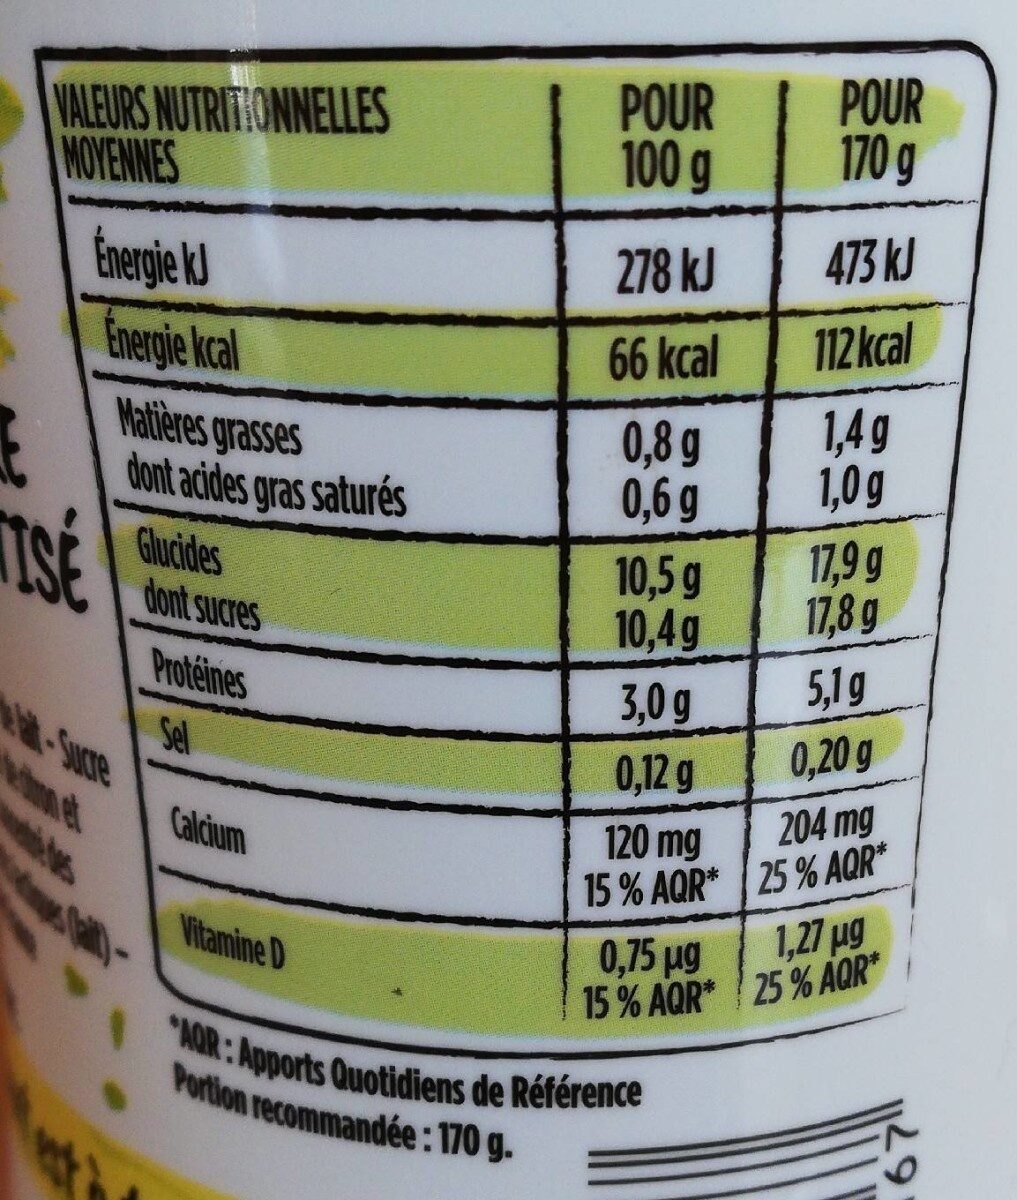 VALEURS NUTRITIONNELLES MOYENNES POUR 100 g POUR 170 g
Énergie kJ 278 kJ 473 kJ
Énergie kcal 66 kcal 112 kcal
Matières grasses 0,8 g 1,4 g
dont acides gras saturés 0,6 g 1,0 g
Glucides 10,5 g 17,9 g
dont sucres 10,4 g 17,8 g
Protéines 3,0 g 5,1 g
Sel 0,12 g 0,20 g
Calcium 120 mg 204 mg
15 % AQR* 25 % AQR*
Vitamine D 0,75 µg 1,27 µg
15 % AQR* 25 % AQR*
*AQR : Apports Quotidiens de Référence
Portion recommandée : 170 g.
TISÉ
lait - Sucre
citron et
des
(lait) -
est à